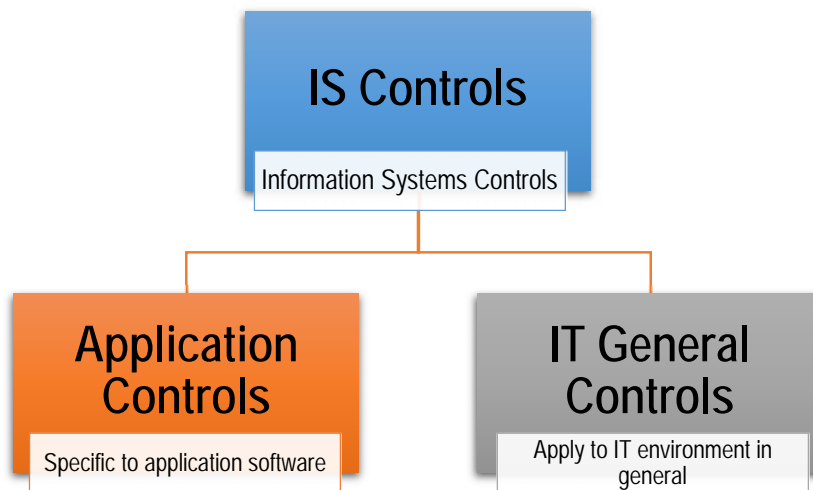 IS Controls
Information Systems Controls
Application
Controls
Specific to application software
IT General
Controls
Apply to IT environment in
general